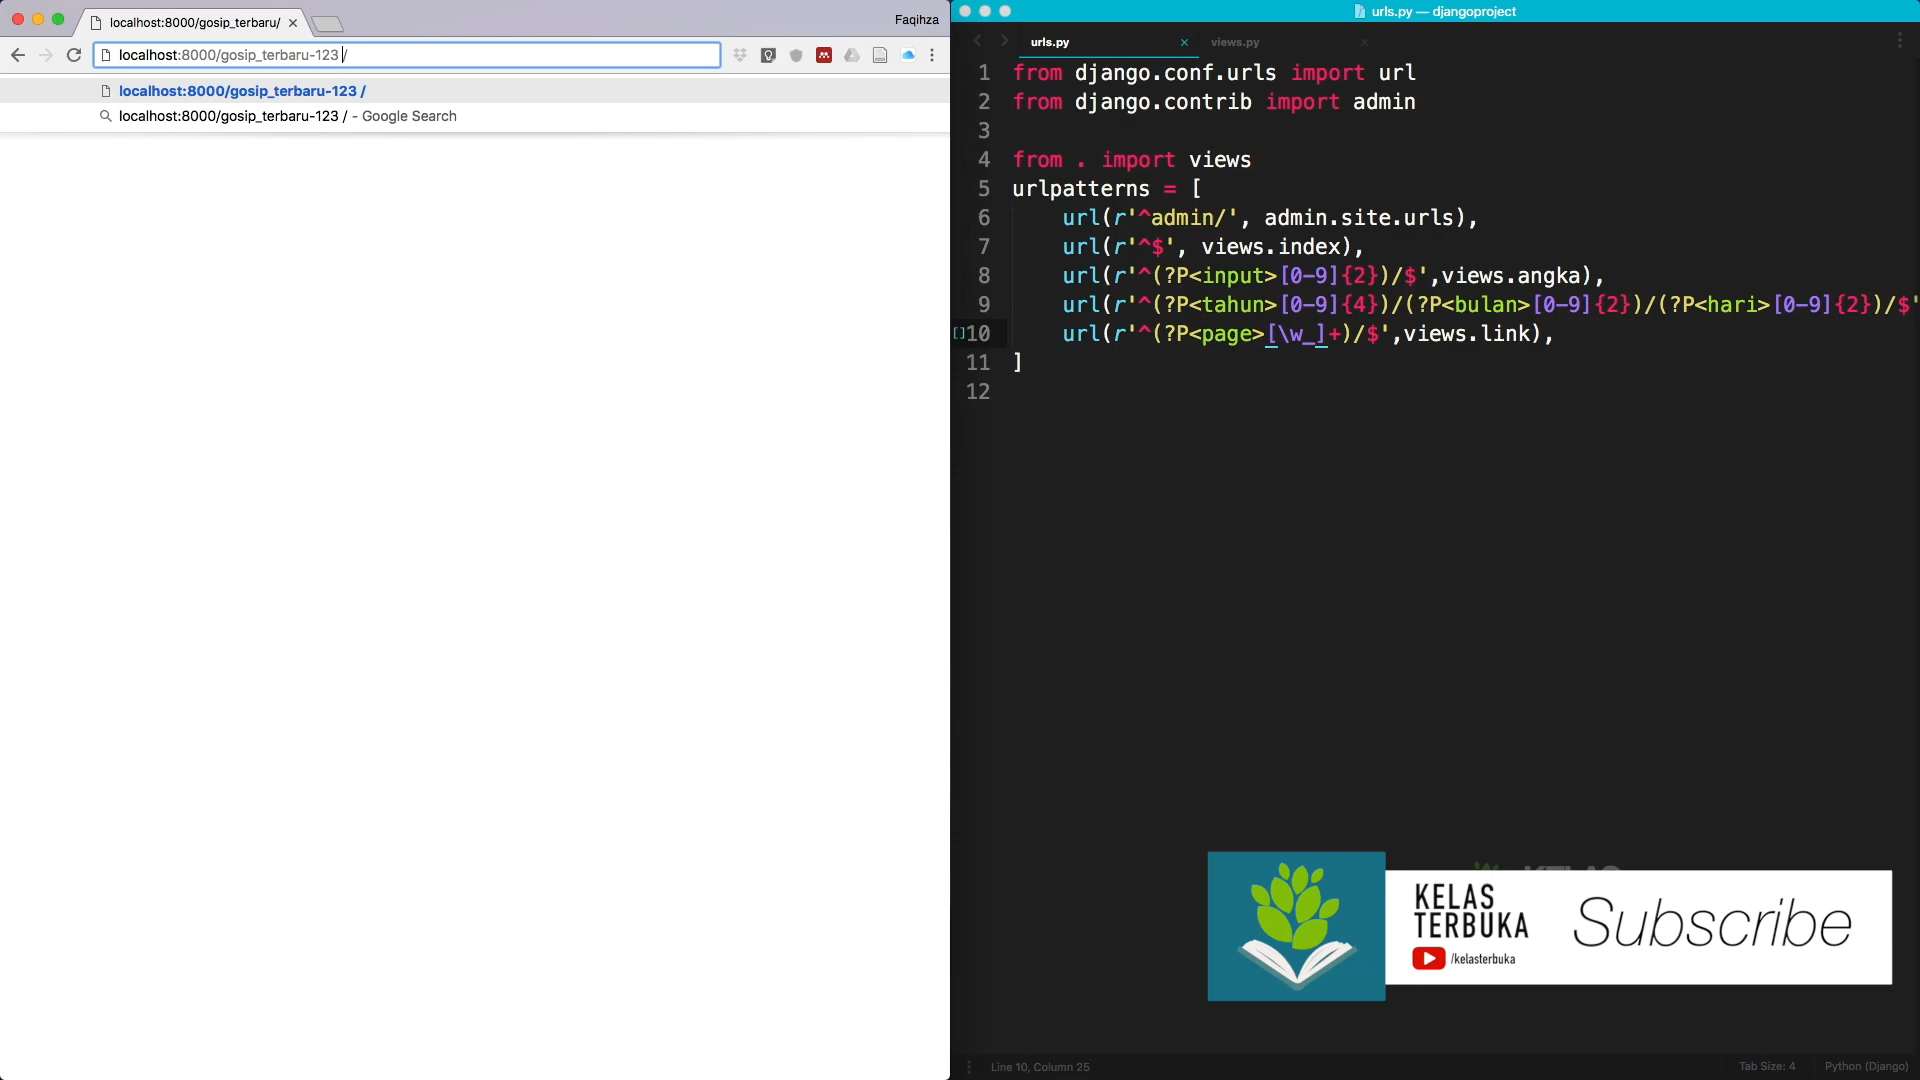 localhost:8000/gosip_terbaru/
Faqihza
localhost:8000/gosip_terbaru-123 /
localhost:8000/gosip_terbaru-123 /
localhost:8000/gosip_terbaru-123 / - Google Search
urls.py — djangoproject
urls.py
views.py
1 from django.conf.urls import url
2 from django.contrib import admin
3
4 from . import views
5 urlpatterns = [
6 url(r'^admin/', admin.site.urls),
7 url(r'^$', views.index),
8 url(r'^(?P<input>[0-9]{2})/$',views.angka),
9 url(r'^(?P<tahun>[0-9]{4})/(?P<bulan>[0-9]{2})/(?P<hari>[0-9]{2})/$'
10 url(r'^(?P<page>[\w_]+)/$',views.link),
11 ]
12
KELAS
TERBUKA
/kelasterbuka
Subscribe
Line 10, Column 25
Tab Size: 4
Python (Django)